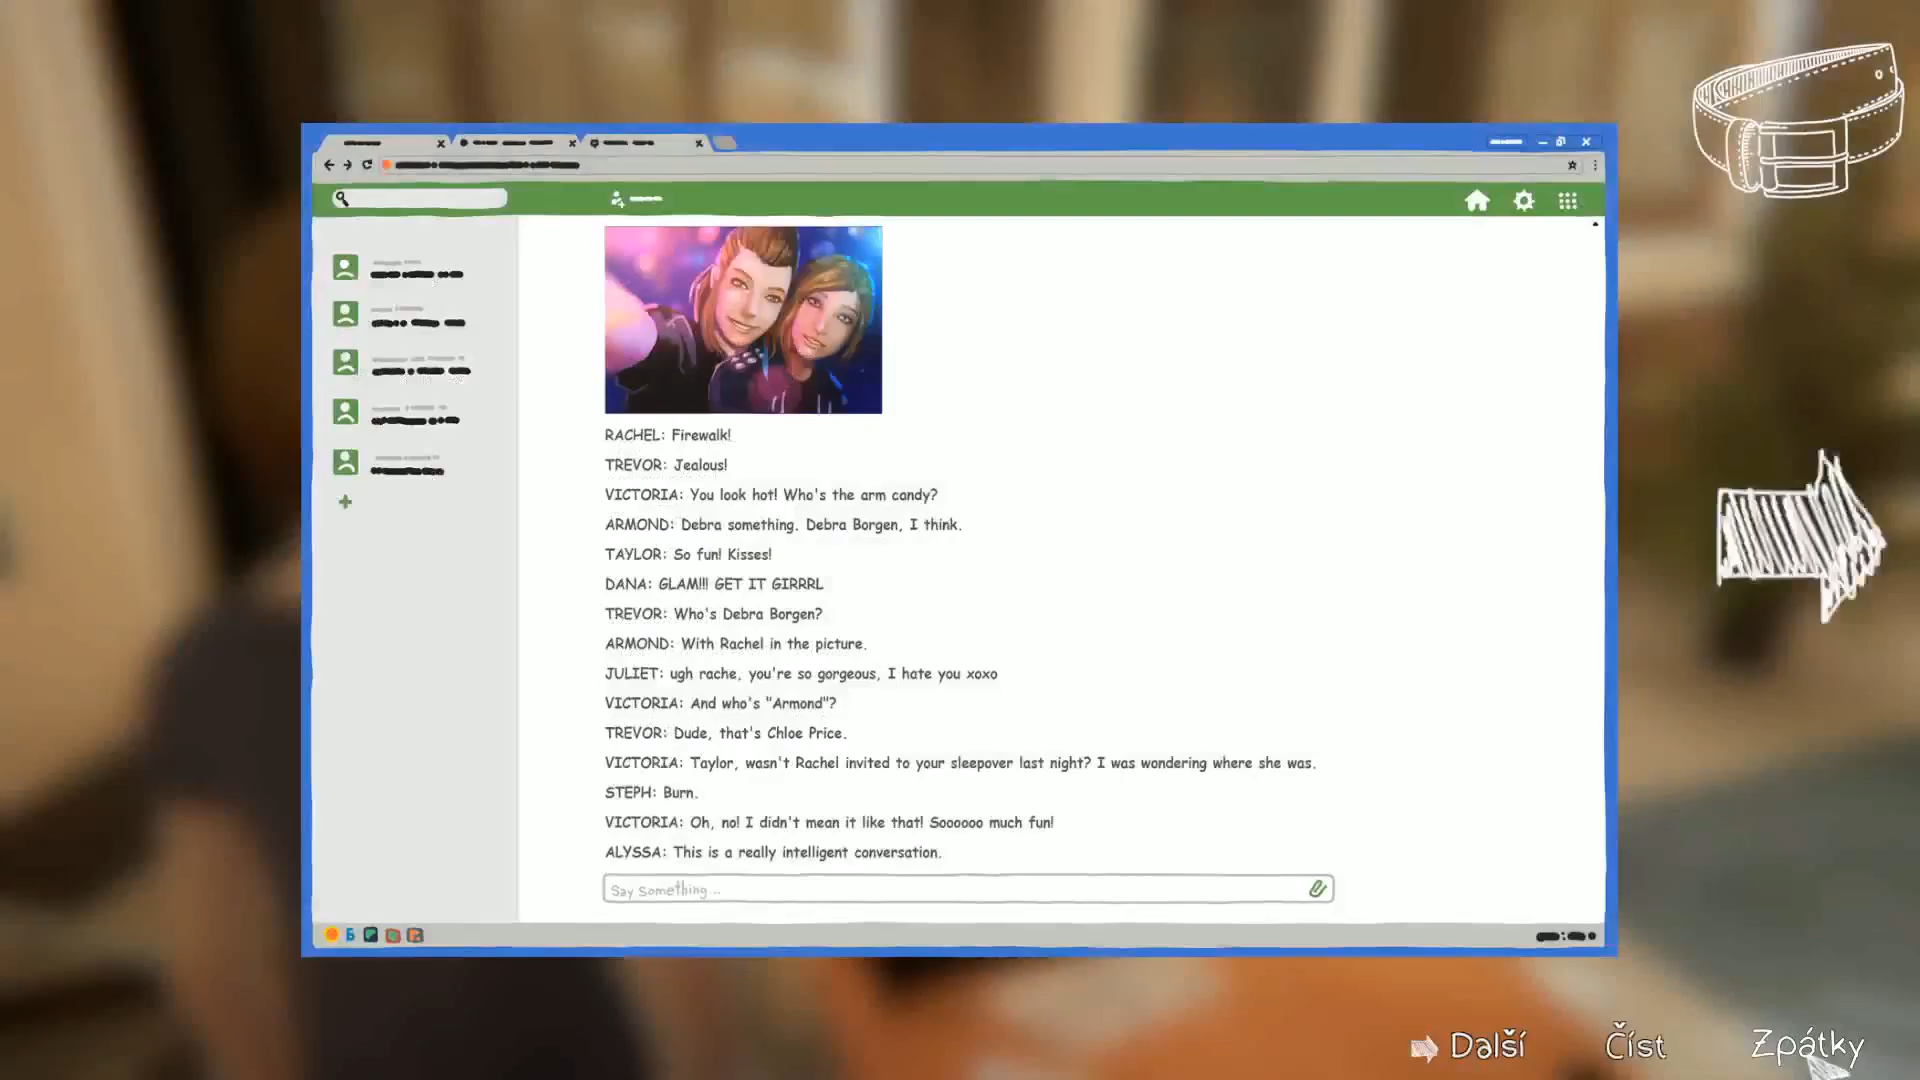 RACHEL: Firewalk!
TREVOR: Jealous!
VICTORIA: You look hot! Who's the arm candy?
ARMOND: Debra something. Debra Borgen, I think.
TAYLOR: So fun! Kisses!
DANA: GLAM!!! GET IT GIRRRL
TREVOR: Who's Debra Borgen?
ARMOND: With Rachel in the picture.
JULIET: ugh rache, you're so gorgeous, I hate you xoxo
VICTORIA: And who's "Armond"?
TREVOR: Dude, that's Chloe Price.
VICTORIA: Taylor, wasn't Rachel invited to your sleepover last night? I was wondering where she was.
STEPH: Burn.
VICTORIA: Oh, no! I didn't mean it like that! Soooooo much fun!
ALYSSA: This is a really intelligent conversation.
Say Something ...
Další Číst Zpátky